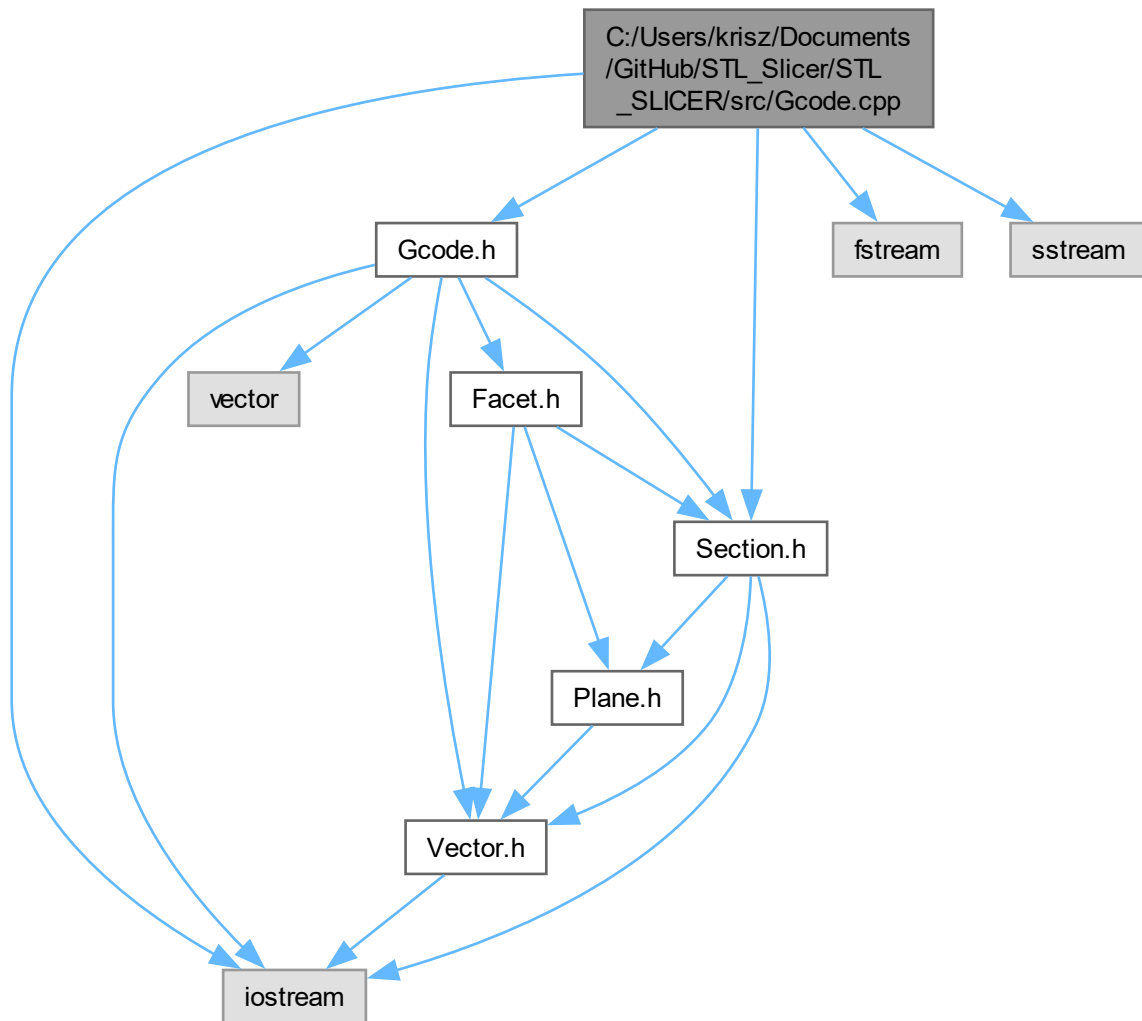 C:/Users/krisz/Documents
/GitHub/STL_Slicer/STL
_SLICER/src/Gcode.cpp
Gcode.h
fstream
sstream
vector
Facet.h
Section.h
Plane.h
Vector.h
iostream